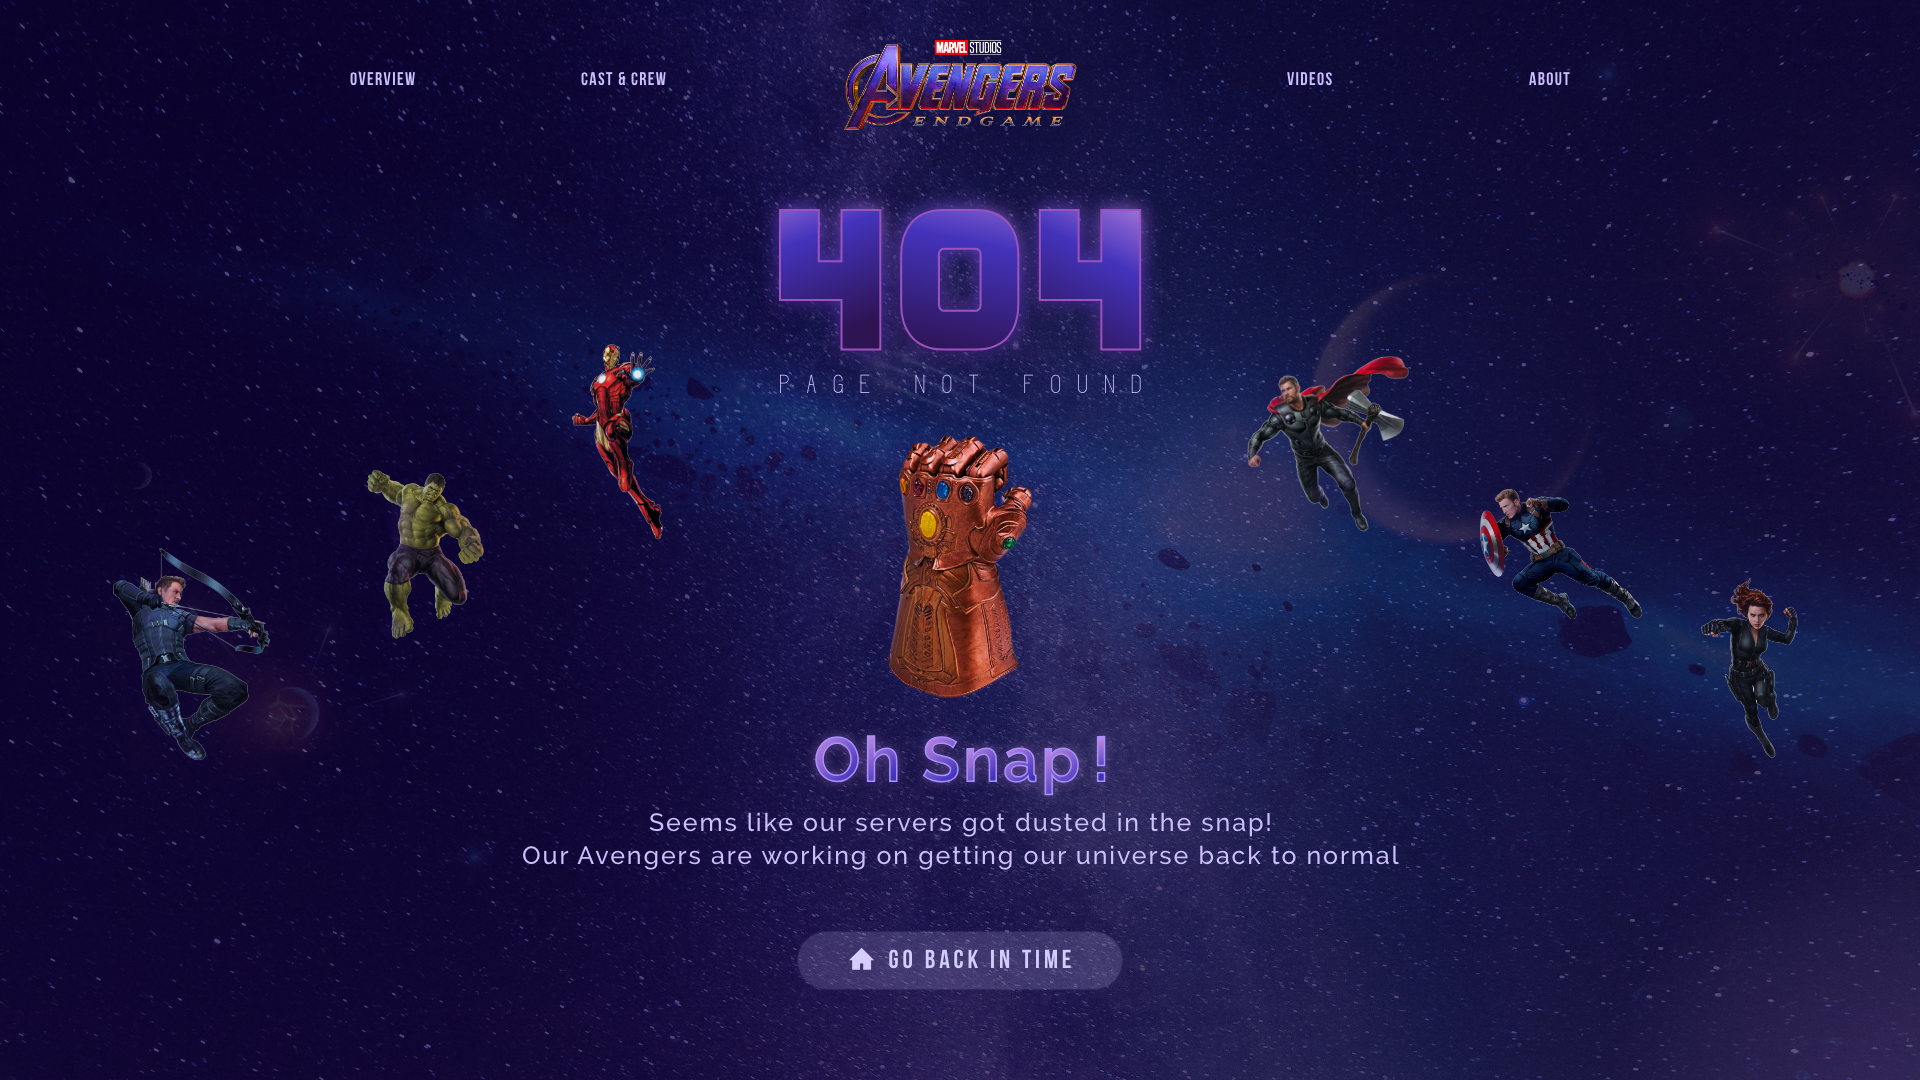 OVERVIEW
CAST & CREW
MARVEL STUDIOS
AVENGERS
ENDGAME
VIDEOS
ABOUT
404
PAGE NOT FOUND
Oh Snap !
Seems like our servers got dusted in the snap!
Our Avengers are working on getting our universe back to normal
GO BACK IN TIME